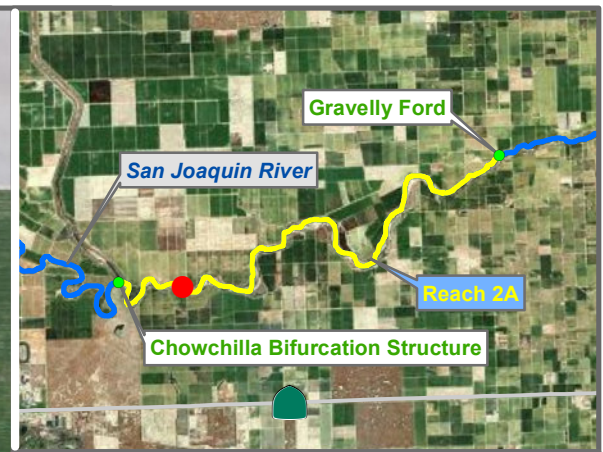 Gravelly Ford
San Joaquin River
Reach 2A
Chowchilla Bifurcation Structure